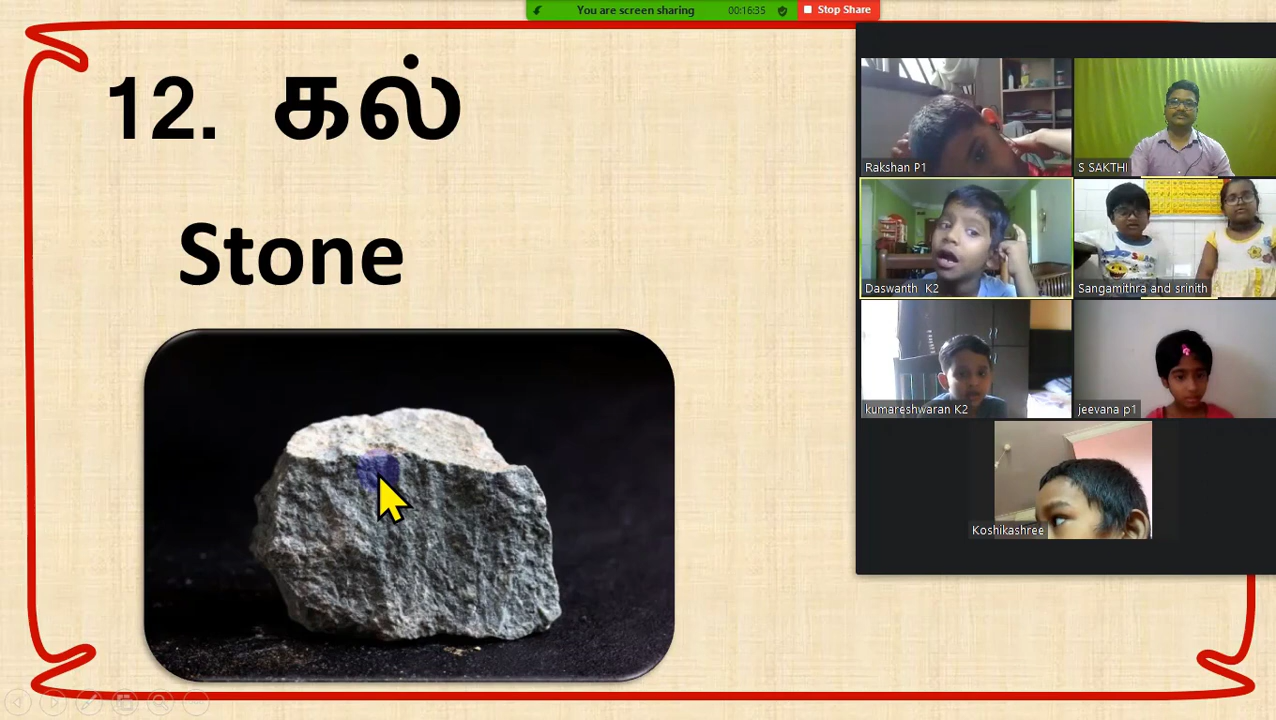 You are screen sharing 00:16:35 Stop Share
12. கல்
Stone
Rakshan P1
S SAKTHI
Daswanth K2
Sangamithra and srinith
kumareshwaran K2
jeevana p1
Koshikashree